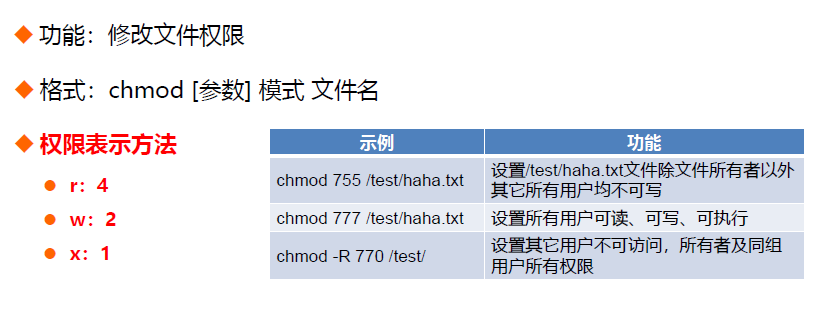 功能：修改文件权限
格式：chmod [参数] 模式 文件名
权限表示方法
r：4
w：2
x：1
示例 功能
chmod 755 /test/haha.txt 设置/test/haha.txt文件除文件所有者以外
其它所有用户均不可写
chmod 777 /test/haha.txt 设置所有用户可读、可写、可执行
chmod -R 770 /test/ 设置其它用户不可访问，所有者及同组
用户所有权限